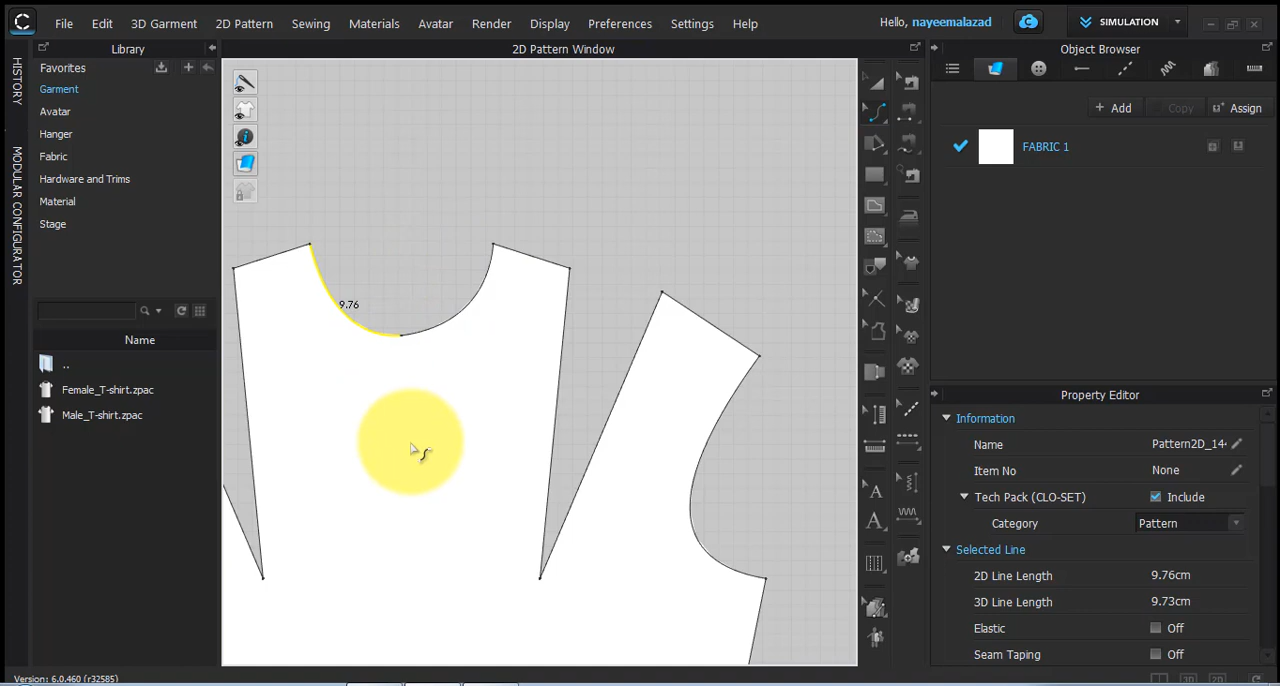 File Edit 3D Garment 2D Pattern Sewing Materials Avatar Render Display Preferences Settings Help Hello, nayeemalazad SIMULATION
Library 2D Pattern Window Object Browser
HISTORY
MODULAR CONFIGURATOR
Favorites
Garment
Avatar
Hanger
Fabric
Hardware and Trims
Material
Stage
Name
..
Female_T-shirt.zpac
Male_T-shirt.zpac
9.76
A
A
+ Add Copy Assign
FABRIC 1
Property Editor
Information
Name Pattern2D_14
Item No None
Tech Pack (CLO-SET) Include
Category Pattern
Selected Line
2D Line Length 9.76cm
3D Line Length 9.73cm
Elastic Off
Seam Taping Off
Version: 6.0.460 (r32585)
3D 2D